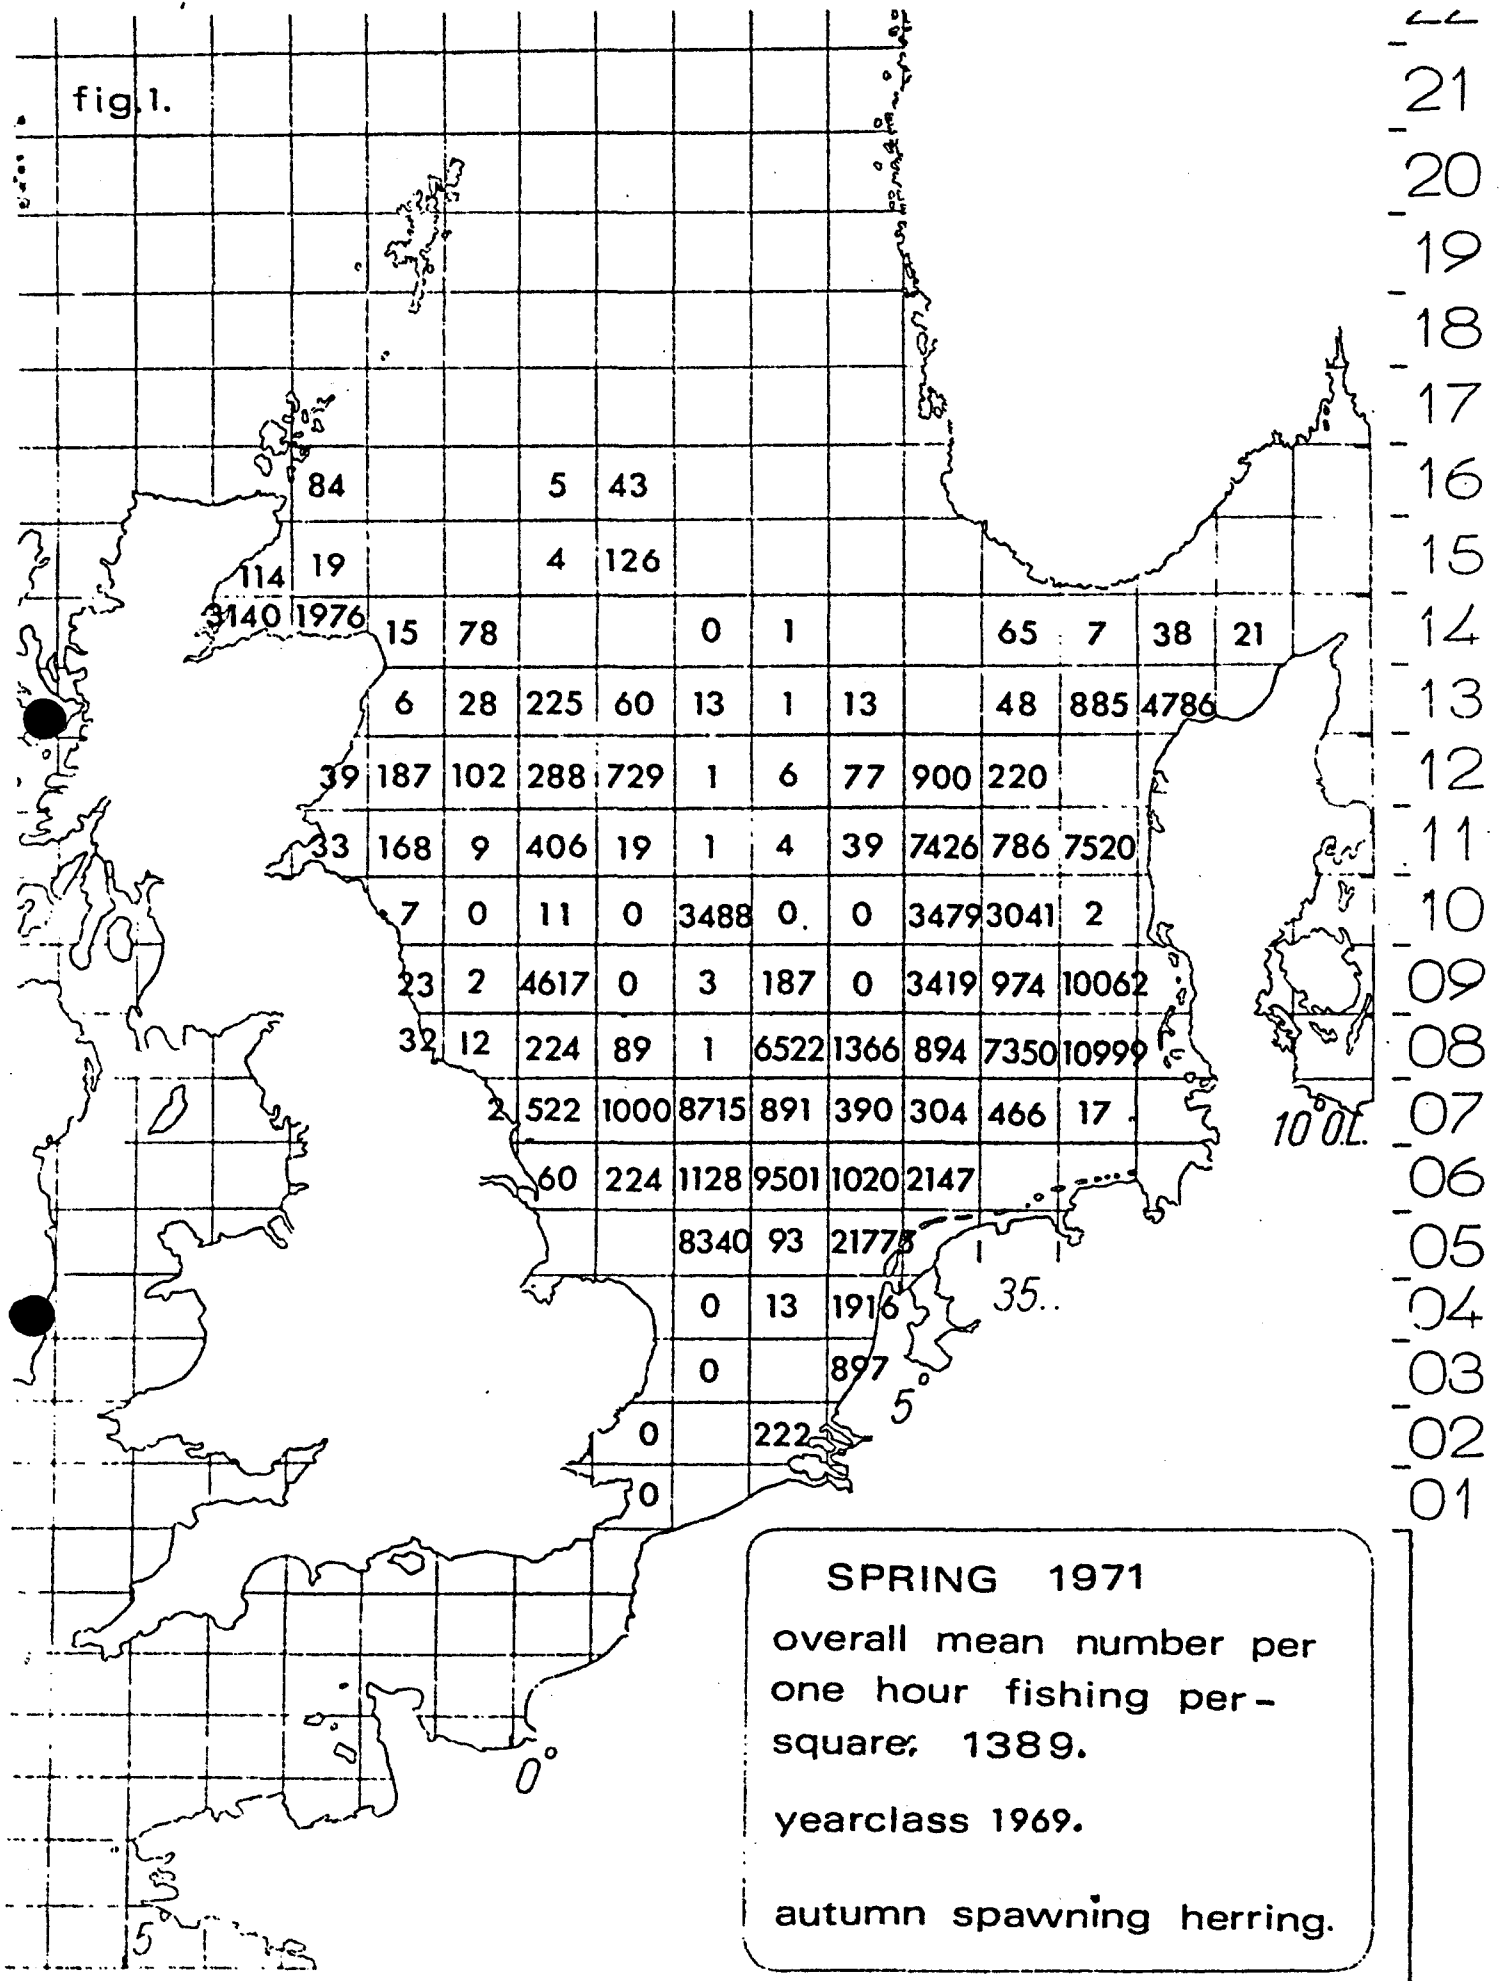 22
21
fig.1.
20
19
18
17
84 5 43 16
19 4 126 15
114
3140 1976 15 78 0 1 65 7 38 21 14
6 28 225 60 13 1 13 48 885 4786 13
39 187 102 288 729 1 6 77 900 220 12
33 168 9 406 19 1 4 39 7426 786 7520 11
7 0 11 0 3488 0. 0 3479 3041 2 10
23 2 4617 0 3 187 0 3419 974 10062 09
32 12 224 89 1 6522 1366 894 7350 10999 08
2 522 1000 8715 891 390 304 466 17 07
10°O.L.
60 224 1128 9501 1020 2147 06
8340 93 21773 05
0 13 1916 35.. 04
0 897 03
5°
0 222 02
0 01
SPRING 1971
overall mean number per
one hour fishing per-
square; 1389.
0°
yearclass 1969.
autumn spawning herring.
5